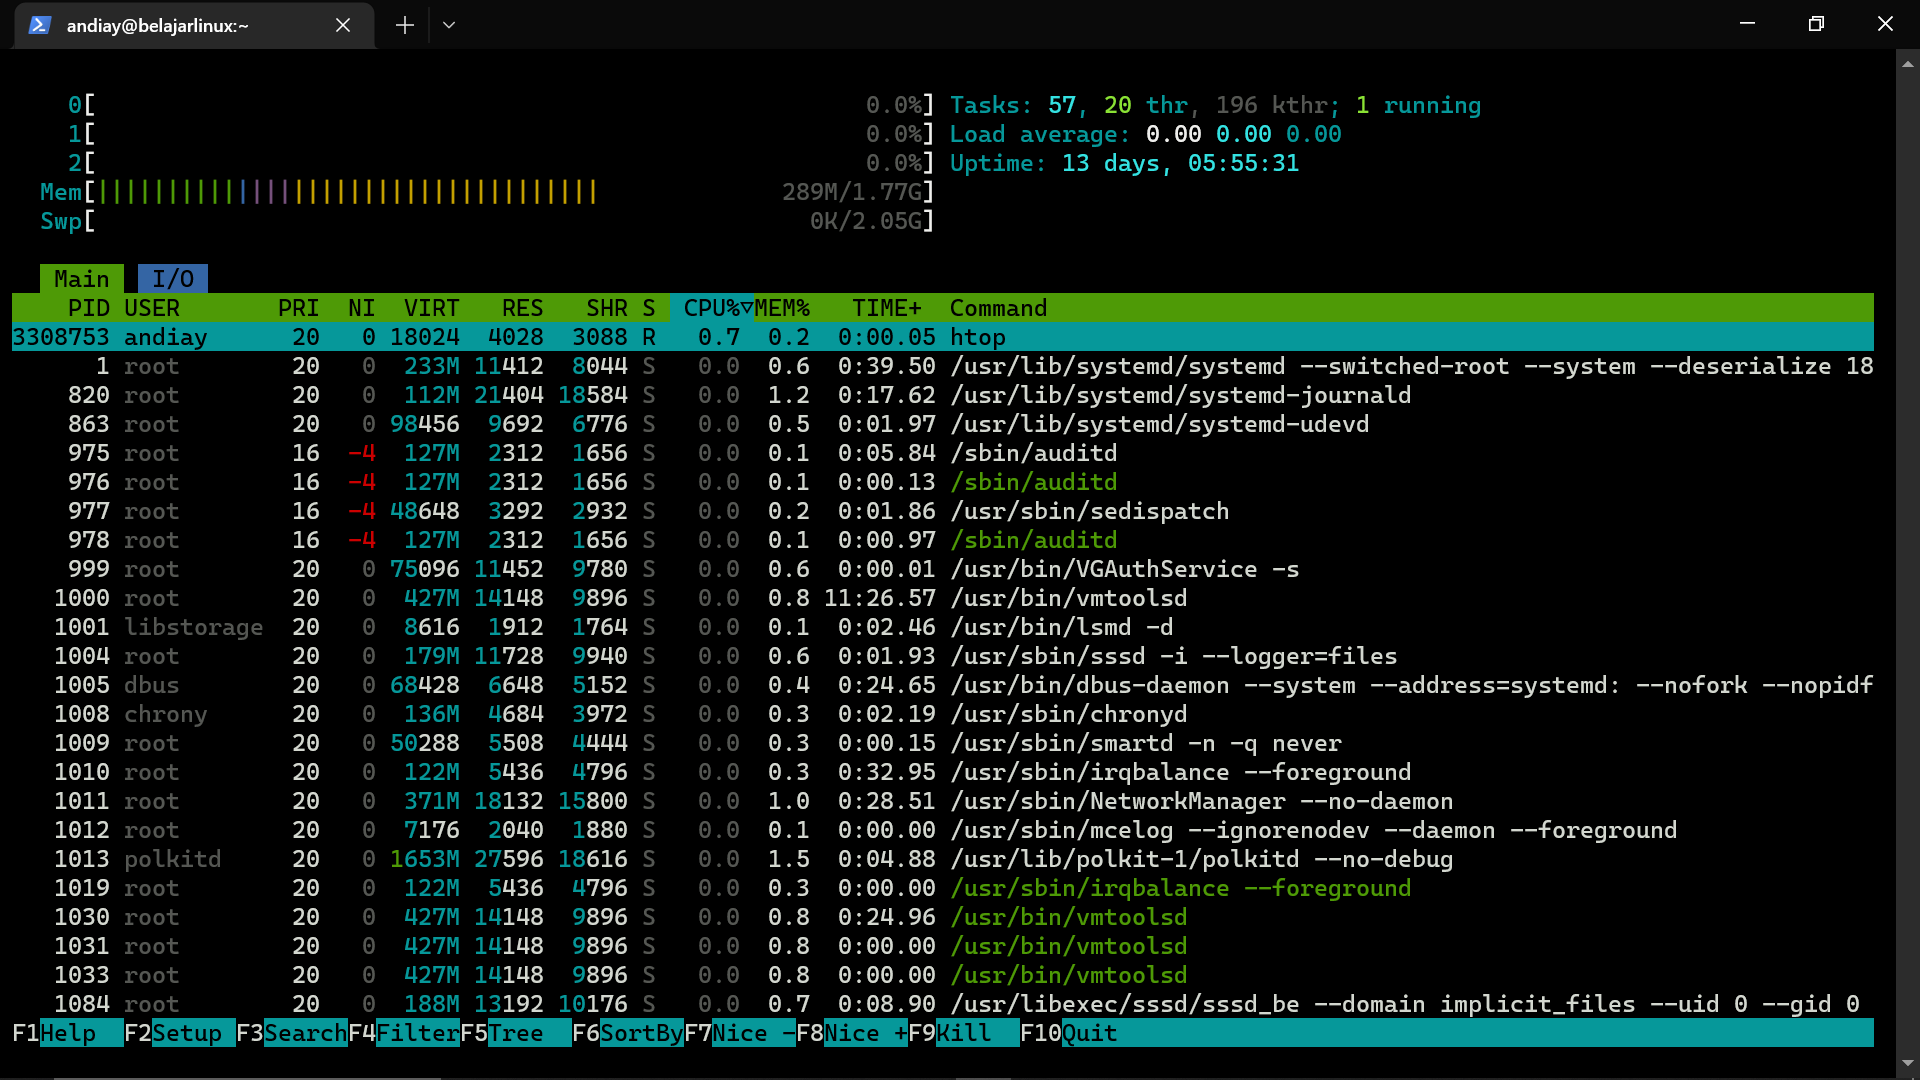 andiay@belajarlinux:~
0[ 0.0%] Tasks: 57, 20 thr, 196 kthr; 1 running
1[ 0.0%] Load average: 0.00 0.00 0.00
2[ 0.0%] Uptime: 13 days, 05:55:31
Mem[||||||||||||||||||||||||||||||||||||289M/1.77G]
Swp[ 0K/2.05G]
Main I/O
PID USER PRI NI VIRT RES SHR S CPU%▽MEM% TIME+ Command
3308753 andiay 20 0 18024 4028 3088 R 0.7 0.2 0:00.05 htop
1 root 20 0 233M 11412 8044 S 0.0 0.6 0:39.50 /usr/lib/systemd/systemd --switched-root --system --deserialize 18
820 root 20 0 112M 21404 18584 S 0.0 1.2 0:17.62 /usr/lib/systemd/systemd-journald
863 root 20 0 98456 9692 6776 S 0.0 0.5 0:01.97 /usr/lib/systemd/systemd-udevd
975 root 16 -4 127M 2312 1656 S 0.0 0.1 0:05.84 /sbin/auditd
976 root 16 -4 127M 2312 1656 S 0.0 0.1 0:00.13 /sbin/auditd
977 root 16 -4 48648 3292 2932 S 0.0 0.2 0:01.86 /usr/sbin/sedispatch
978 root 16 -4 127M 2312 1656 S 0.0 0.1 0:00.97 /sbin/auditd
999 root 20 0 75096 11452 9780 S 0.0 0.6 0:00.01 /usr/bin/VGAuthService -s
1000 root 20 0 427M 14148 9896 S 0.0 0.8 11:26.57 /usr/bin/vmtoolsd
1001 libstorage 20 0 8616 1912 1764 S 0.0 0.1 0:02.46 /usr/bin/lsmd -d
1004 root 20 0 179M 11728 9940 S 0.0 0.6 0:01.93 /usr/sbin/sssd -i --logger=files
1005 dbus 20 0 68428 6648 5152 S 0.0 0.4 0:24.65 /usr/bin/dbus-daemon --system --address=systemd: --nofork --nopidf
1008 chrony 20 0 136M 4684 3972 S 0.0 0.3 0:02.19 /usr/sbin/chronyd
1009 root 20 0 50288 5508 4444 S 0.0 0.3 0:00.15 /usr/sbin/smartd -n -q never
1010 root 20 0 122M 5436 4796 S 0.0 0.3 0:32.95 /usr/sbin/irqbalance --foreground
1011 root 20 0 371M 18132 15800 S 0.0 1.0 0:28.51 /usr/sbin/NetworkManager --no-daemon
1012 root 20 0 7176 2040 1880 S 0.0 0.1 0:00.00 /usr/sbin/mcelog --ignorenodev --daemon --foreground
1013 polkitd 20 0 1653M 27596 18616 S 0.0 1.5 0:04.88 /usr/lib/polkit-1/polkitd --no-debug
1019 root 20 0 122M 5436 4796 S 0.0 0.3 0:00.00 /usr/sbin/irqbalance --foreground
1030 root 20 0 427M 14148 9896 S 0.0 0.8 0:24.96 /usr/bin/vmtoolsd
1031 root 20 0 427M 14148 9896 S 0.0 0.8 0:00.00 /usr/bin/vmtoolsd
1033 root 20 0 427M 14148 9896 S 0.0 0.8 0:00.00 /usr/bin/vmtoolsd
1084 root 20 0 188M 13192 10176 S 0.0 0.7 0:08.90 /usr/libexec/sssd/sssd_be --domain implicit_files --uid 0 --gid 0
F1Help F2Setup F3SearchF4FilterF5Tree F6SortByF7Nice -F8Nice +F9Kill F10Quit